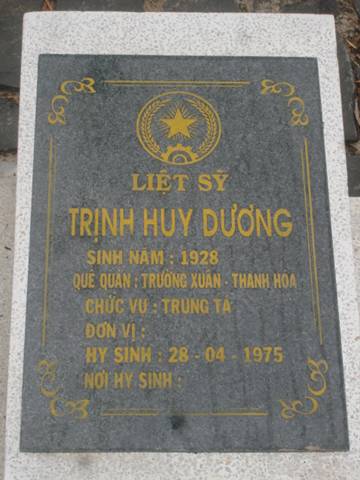 LIỆT SỸ
TRỊNH HUY DƯƠNG
SINH NĂM : 1928
QUÊ QUÁN : TRƯỜNG XUÂN - THANH HÓA
CHỨC VỤ : TRUNG TÁ
ĐƠN VỊ :
HY SINH : 28 - 04 - 1975
NƠI HY SINH :